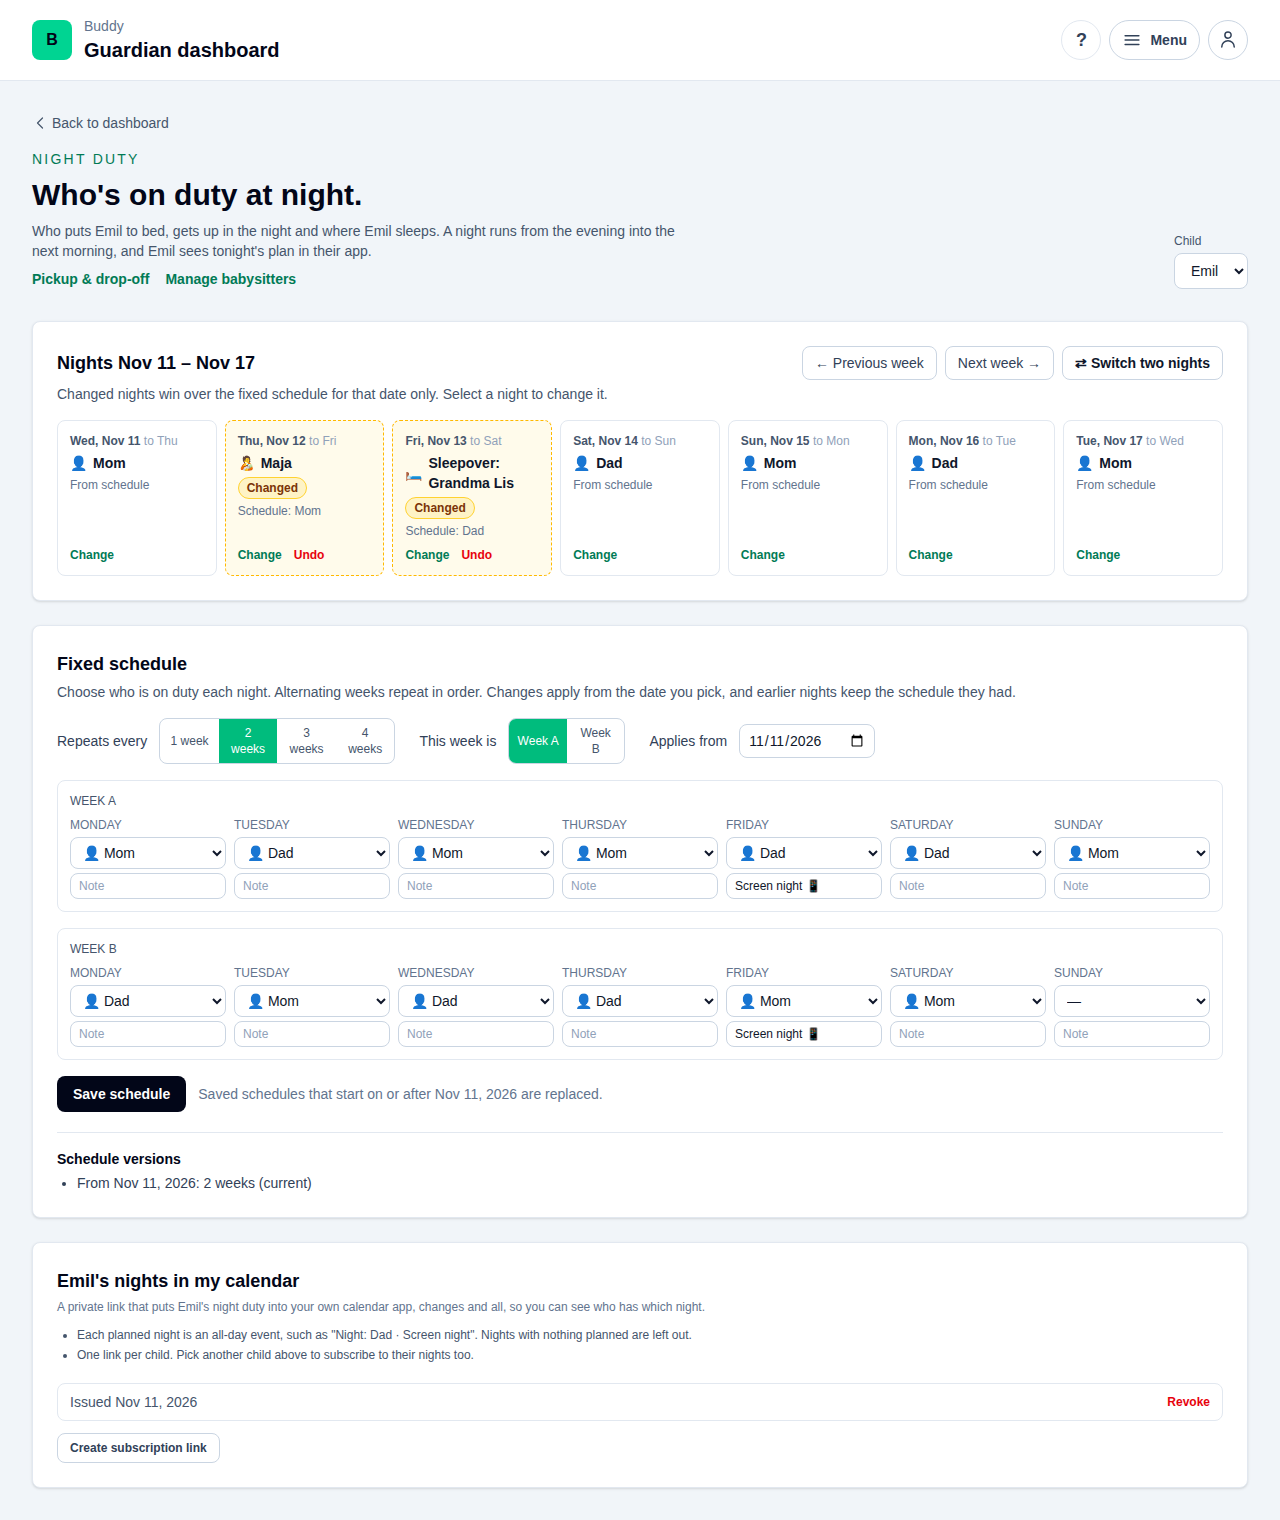 B
Buddy
Guardian dashboard
?
Menu
Back to dashboard
NIGHT DUTY
Who's on duty at night.
Who puts Emil to bed, gets up in the night and where Emil sleeps. A night runs from the evening into the
next morning, and Emil sees tonight's plan in their app.
Pickup & drop-off Manage babysitters
Child
Emil
Nights Nov 11 – Nov 17
← Previous week
Next week →
⇄ Switch two nights
Changed nights win over the fixed schedule for that date only. Select a night to change it.
Wed, Nov 11 to Thu
👤 Mom
From schedule
Change
Thu, Nov 12 to Fri
🧑‍🍼 Maja
Changed
Schedule: Mom
Change Undo
Fri, Nov 13 to Sat
🛏️ Sleepover:
Grandma Lis
Changed
Schedule: Dad
Change Undo
Sat, Nov 14 to Sun
👤 Dad
From schedule
Change
Sun, Nov 15 to Mon
👤 Mom
From schedule
Change
Mon, Nov 16 to Tue
👤 Dad
From schedule
Change
Tue, Nov 17 to Wed
👤 Mom
From schedule
Change
Fixed schedule
Choose who is on duty each night. Alternating weeks repeat in order. Changes apply from the date you pick, and earlier nights keep the schedule they had.
Repeats every
1 week
2
weeks
3
weeks
4
weeks
This week is
Week A
Week
B
Applies from
11/11/2026
WEEK A
MONDAY TUESDAY WEDNESDAY THURSDAY FRIDAY SATURDAY SUNDAY
👤 Mom 👤 Dad 👤 Mom 👤 Mom 👤 Dad 👤 Dad 👤 Mom
Note Note Note Note Screen night 📱 Note Note
WEEK B
MONDAY TUESDAY WEDNESDAY THURSDAY FRIDAY SATURDAY SUNDAY
👤 Dad 👤 Mom 👤 Dad 👤 Dad 👤 Mom 👤 Mom —
Note Note Note Note Screen night 📱 Note Note
Save schedule
Saved schedules that start on or after Nov 11, 2026 are replaced.
Schedule versions
• From Nov 11, 2026: 2 weeks (current)
Emil's nights in my calendar
A private link that puts Emil's night duty into your own calendar app, changes and all, so you can see who has which night.
• Each planned night is an all-day event, such as "Night: Dad · Screen night". Nights with nothing planned are left out.
• One link per child. Pick another child above to subscribe to their nights too.
Issued Nov 11, 2026
Revoke
Create subscription link